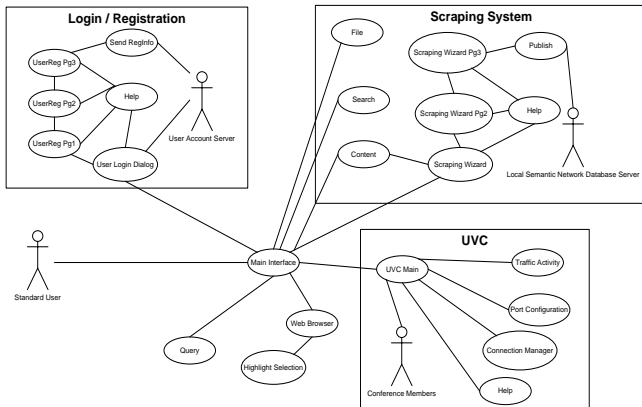 Login / Registration
Send RegInfo
UserReg Pg3
UserReg Pg2
Help
UserReg Pg1
User Login Dialog
User Account Server
Scraping System
File
Scraping Wizard Pg3
Publish
Search
Scraping Wizard Pg2
Help
Content
Scraping Wizard
Local Semantic Network Database Server
Standard User
Main Interface
Query
Web Browser
Highlight Selection
UVC
UVC Main
Traffic Activity
Port Configuration
Connection Manager
Conference Members
Help